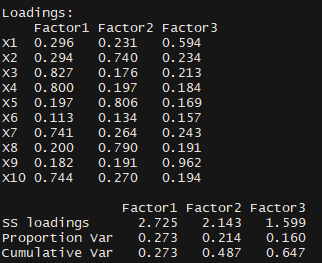 Loadings:
Factor1 Factor2 Factor3
X1 0.296 0.231 0.594
X2 0.294 0.740 0.234
X3 0.827 0.176 0.213
X4 0.800 0.197 0.184
X5 0.197 0.806 0.169
X6 0.113 0.134 0.157
X7 0.741 0.264 0.243
X8 0.200 0.790 0.191
X9 0.182 0.191 0.962
X10 0.744 0.270 0.194
Factor1 Factor2 Factor3
SS loadings 2.725 2.143 1.599
Proportion Var 0.273 0.214 0.160
Cumulative Var 0.273 0.487 0.647